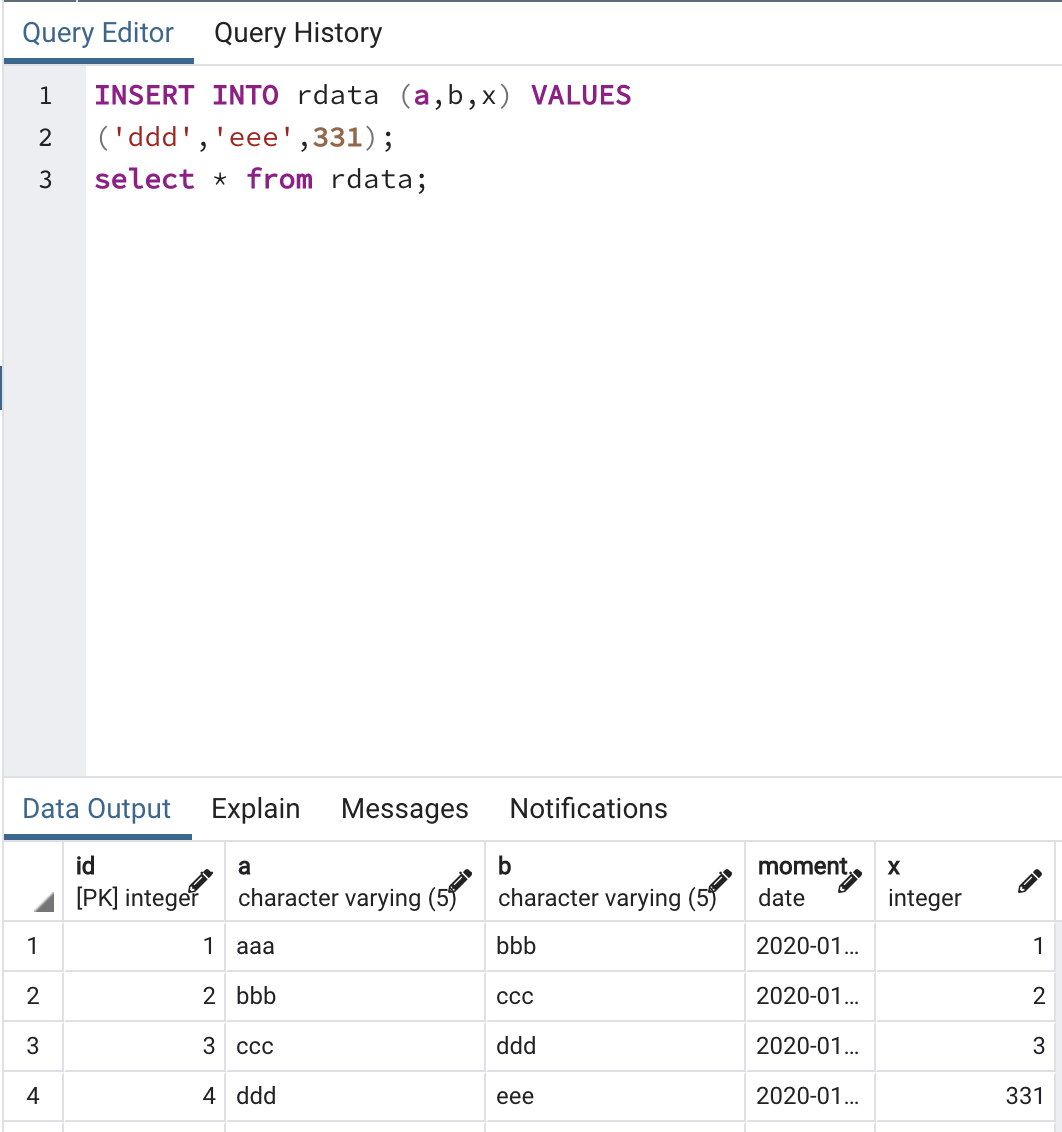 Query Editor Query History
1 INSERT INTO rdata (a,b,x) VALUES
2 ('ddd','eee',331);
3 select * from rdata;
Data Output Explain Messages Notifications
id a b moment x
[PK] integer character varying (5) character varying (5) date integer
1 1 aaa bbb 2020-01... 1
2 2 bbb ccc 2020-01... 2
3 3 ccc ddd 2020-01... 3
4 4 ddd eee 2020-01... 331